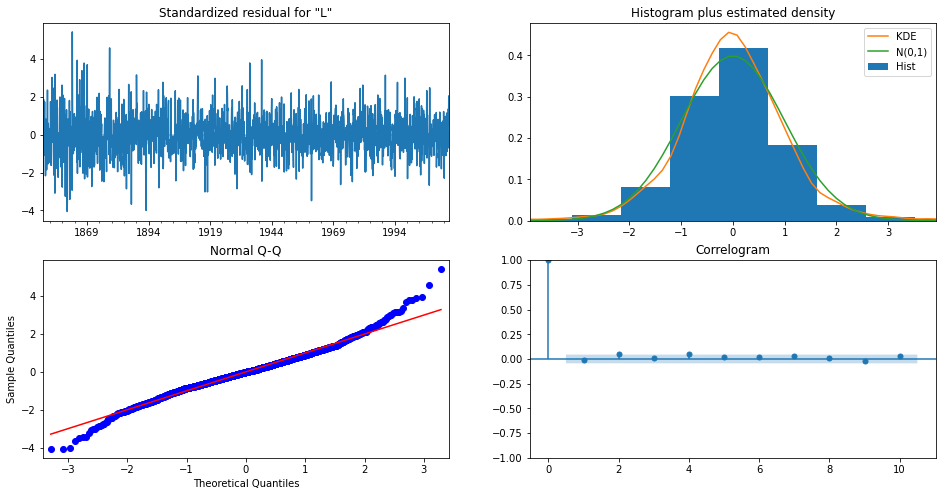 Standardized residual for "L"
4
2
0
−2
−4
1869 1894 1919 1944 1969 1994
Histogram plus estimated density
KDE
N(0,1)
Hist
0.4
0.3
0.2
0.1
0.0
−3 −2 −1 0 1 2 3
Normal Q-Q
Sample Quantiles
4
2
0
−2
−4
−3 −2 −1 0 1 2 3
Theoretical Quantiles
Correlogram
1.00
0.75
0.50
0.25
0.00
−0.25
−0.50
−0.75
−1.00
0 2 4 6 8 10